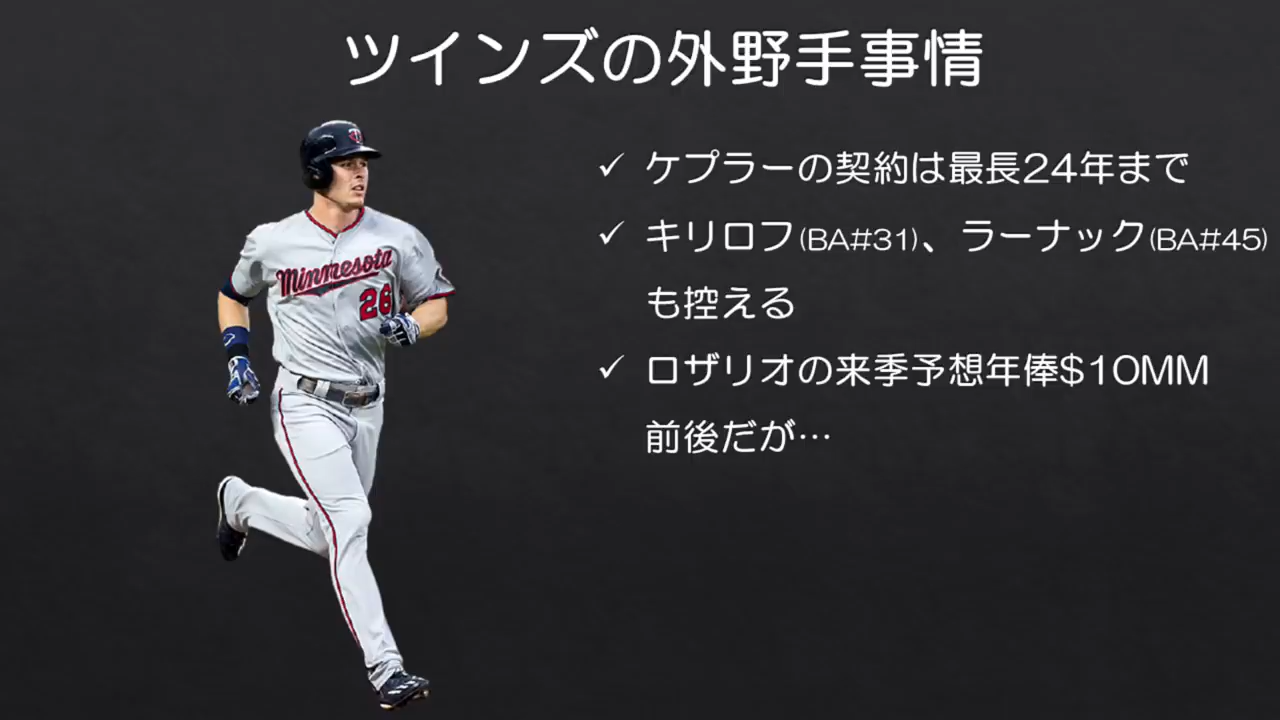 ツインズの外野手事情
✓ ケプラーの契約は最長24年まで
✓ キリロフ(BA#31)、ラーナック(BA#45)
も控える
✓ ロザリオの来季予想年俸$10MM
前後だが…
Minnesota
26